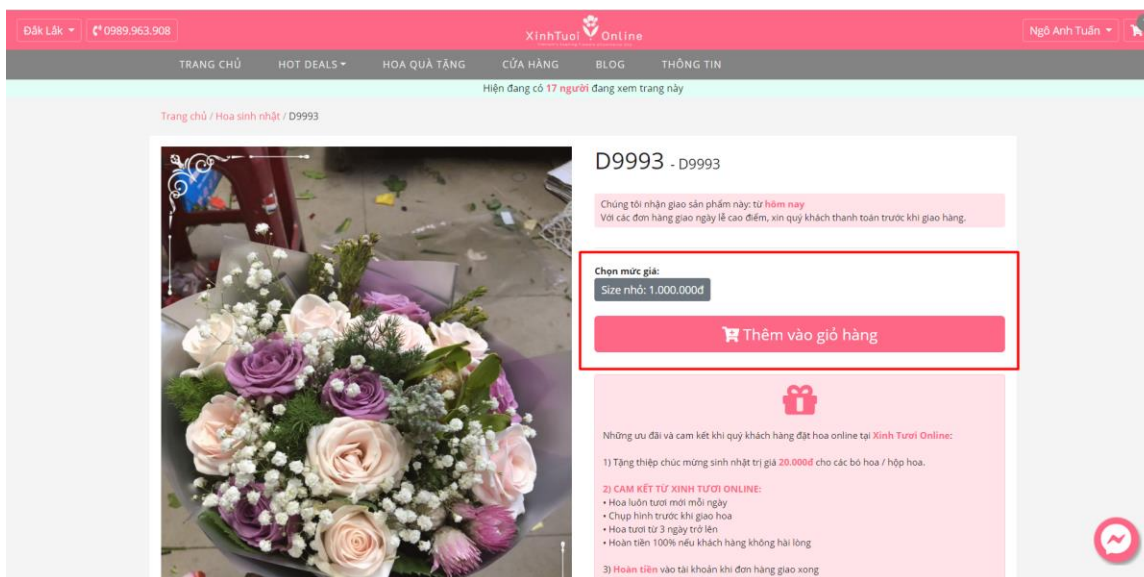 Đăk Lăk
0989.963.908
XinhTươi Online
Ngô Anh Tuấn
TRANG CHỦ HOT DEALS HOA QUÀ TẶNG CỬA HÀNG BLOG THÔNG TIN
Hiện đang có 17 người đang xem trang này
Trang chủ / Hoa sinh nhật / D9993
D9993 - D9993
Chúng tôi nhận giao sản phẩm này: từ hôm nay
Với các đơn hàng giao ngày lễ cao điểm, xin quý khách thanh toán trước khi giao hàng.
Chọn mức giá:
Size nhỏ: 1.000.000đ
Thêm vào giỏ hàng
Những ưu đãi và cam kết khi quý khách hàng đặt hoa online tại Xinh Tươi Online:
1) Tặng thiệp chúc mừng sinh nhật trị giá 20.000đ cho các bó hoa / hộp hoa.
2) CAM KẾT TỪ XINH TƯƠI ONLINE:
• Hoa luôn tươi mới mỗi ngày
• Chụp hình trước khi giao hoa
• Hoa tươi từ 3 ngày trở lên
• Hoàn tiền 100% nếu khách hàng không hài lòng
3) Hoàn tiền vào tài khoản khi đơn hàng giao xong